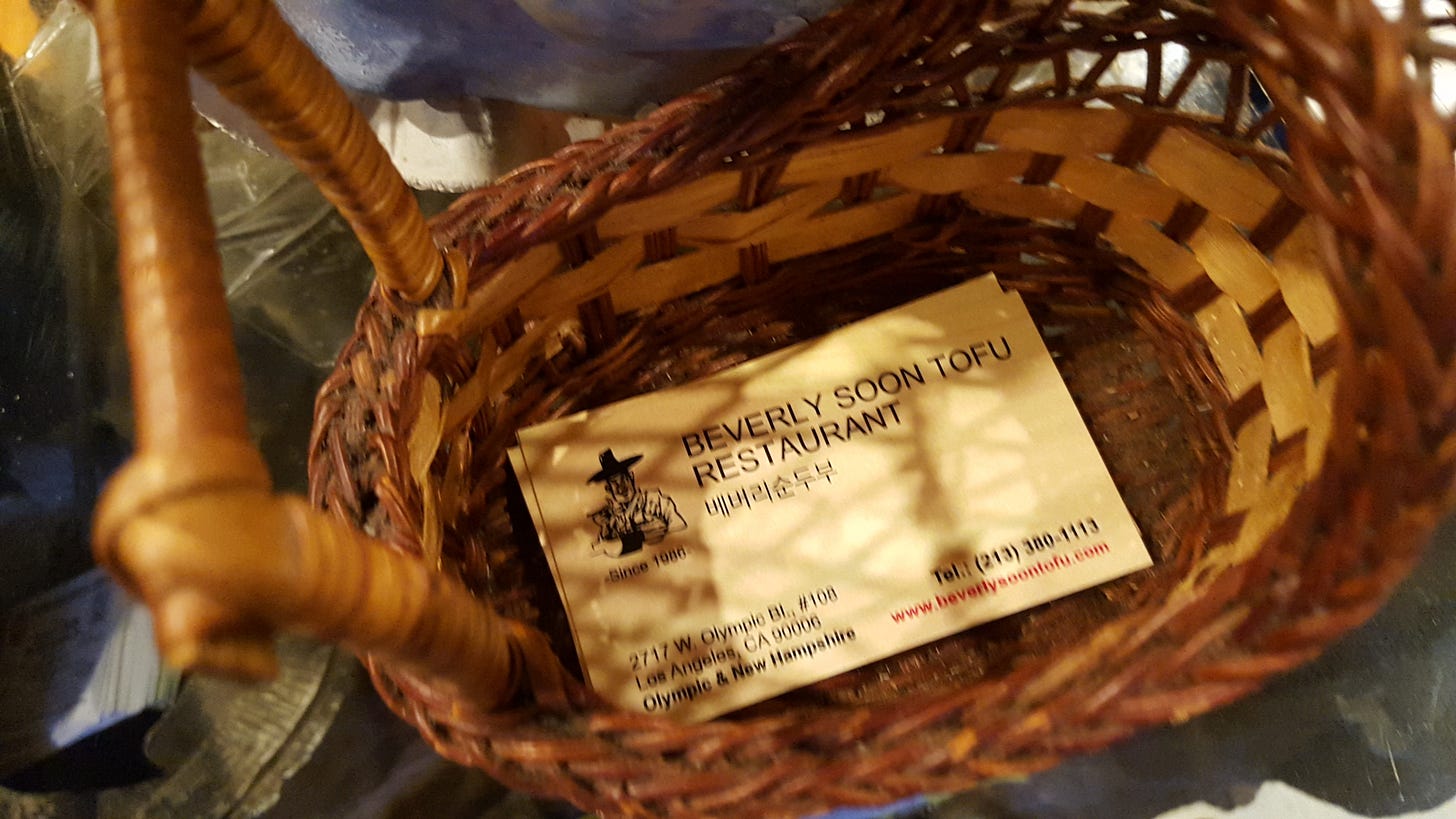 BEVERLY SOON TOFU
RESTAURANT
베버리순두부
Since 1986
Tel.: (213) 380-1113
www.beverlysoontofu.com
2717 W. Olympic Bl., #108
Los Angeles, CA 90006
Olympic & New Hampshire